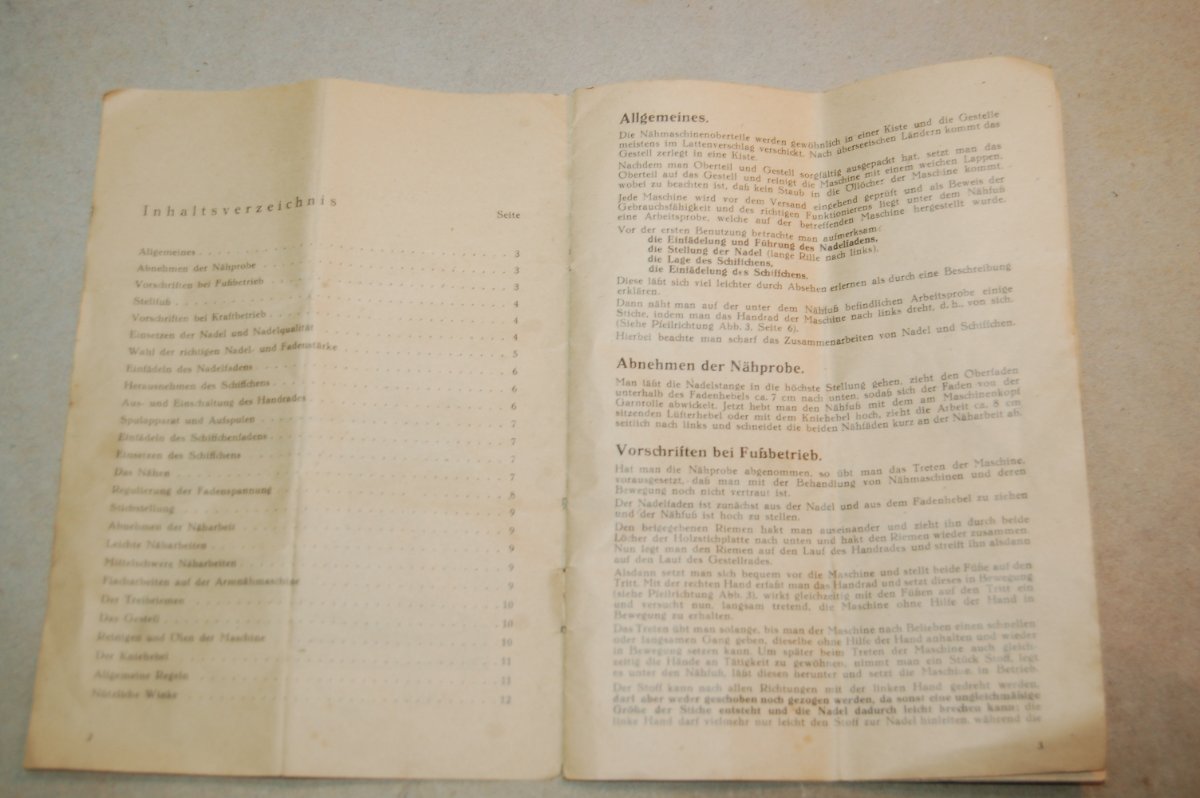 Inhaltsverzeichnis
Seite
Allgemeines 3
Abnehmen der Nähprobe 3
Vorschriften bei Fußbetrieb 3
Stellfuß 4
Vorschriften bei Kraftbetrieb 4
Einsetzen der Nadel und Nadelqualität 4
Wahl der richtigen Nadel- und Fadenstärke 5
Einfädeln des Nadelfadens 6
Herausnehmen des Schiffchens 6
Aus- und Einschaltung des Handrades 6
Spulapparat und Aufspulen 7
Einfädeln des Schiffchenfadens 7
Einsetzen des Schiffchens 7
Das Nähen 7
Regulierung der Fadenspannung 8
Stichstellung 9
Abnehmen der Näharbeit 9
Leichte Näharbeiten 9
Mittelschwere Näharbeiten 9
Flickarbeiten auf der Armnähmaschine 9
Der Treibriemen 10
Das Gestell 10
Reinigen und Ölen der Maschine 10
Der Kniehebel 11
Allgemeine Regeln 11
Nützliche Winke 12
2
Allgemeines.
Die Nähmaschinenoberteile werden gewöhnlich in einer Kiste und die Gestelle
meistens im Lattenverschlag verschickt. Nach überseeischen Ländern kommt das
Gestell zerlegt in eine Kiste.
Nachdem man Oberteil und Gestell sorgfältig ausgepackt hat, setzt man das
Oberteil auf das Gestell und reinigt die Maschine mit einem weichen Lappen,
wobei zu beachten ist, daß kein Staub in die Öllöcher der Maschine kommt.
Jede Maschine wird vor dem Versand eingehend geprüft und als Beweis der
Gebrauchsfähigkeit und des richtigen Funktionierens liegt unter dem Nähfuß
eine Arbeitsprobe, welche auf der betreffenden Maschine hergestellt wurde.
Vor der ersten Benutzung betrachte man aufmerksam:
die Einfädelung und Führung des Nadelfadens,
die Stellung der Nadel (lange Rille nach links),
die Lage des Schiffchens,
die Einfädelung des Schiffchens.
Diese läßt sich viel leichter durch Absehen erlernen als durch eine Beschreibung
erklären.
Dann näht man auf der unter dem Nähfuß befindlichen Arbeitsprobe einige
Stiche, indem man das Handrad der Maschine nach links dreht, d. h., von sich.
(Siehe Pfeilrichtung Abb. 3, Seite 6).
Hierbei beachte man scharf das Zusammenarbeiten von Nadel und Schiffchen.
Abnehmen der Nähprobe.
Man läßt die Nadelstange in die höchste Stellung gehen, zieht den Oberfaden
unterhalb des Fadenhebels ca. 7 cm nach unten, sodaß sich der Faden von der
Garnrolle abwickelt. Jetzt hebt man den Nähfuß mit dem am Maschinenkopf
sitzenden Lüfterhebel oder mit dem Kniehebel hoch, zieht die Arbeit ca. 8 cm
seitlich nach links und schneidet die beiden Nähfäden kurz an der Näharbeit ab.
Vorschriften bei Fußbetrieb.
Hat man die Nähprobe abgenommen, so übt man das Treten der Maschine,
vorausgesetzt, daß man mit der Behandlung von Nähmaschinen und deren
Bewegung noch nicht vertraut ist.
Der Nadelfaden ist zunächst aus der Nadel und aus dem Fadenhebel zu ziehen
und der Nähfuß ist hoch zu stellen.
Den beigegebenen Riemen hakt man auseinander und zieht ihn durch beide
Löcher der Holzstichplatte nach unten und hakt den Riemen wieder zusammen.
Nun legt man den Riemen auf den Lauf des Handrades und streift ihn alsdann
auf den Lauf des Gestellrades.
Alsdann setzt man sich bequem vor die Maschine und stellt beide Füße auf den
Tritt. Mit der rechten Hand erfaßt man das Handrad und setzt dieses in Bewegung
(siehe Pfeilrichtung Abb. 3), wirkt gleichzeitig mit den Füßen auf den Tritt ein
und versucht nun, langsam tretend, die Maschine ohne Hilfe der Hand in
Bewegung zu erhalten.
Das Treten übt man solange, bis man der Maschine nach Belieben einen schnellen
oder langsamen Gang geben, dieselbe ohne Hilfe der Hand anhalten und wieder
in Bewegung setzen kann. Um später beim Treten der Maschine auch gleich-
zeitig die Hände an Tätigkeit zu gewöhnen, nimmt man ein Stück Stoff, legt
es unter den Nähfuß, läßt diesen herunter und setzt die Maschine in Betrieb.
Der Stoff kann nach allen Richtungen mit der linken Hand gedreht werden,
darf aber weder geschoben noch gezogen werden, da sonst eine ungleichmäßige
Größe der Stiche entsteht und die Nadel dadurch leicht brechen kann; die
linke Hand darf vielmehr nur leicht den Stoff zur Nadel hinleiten, während die
3